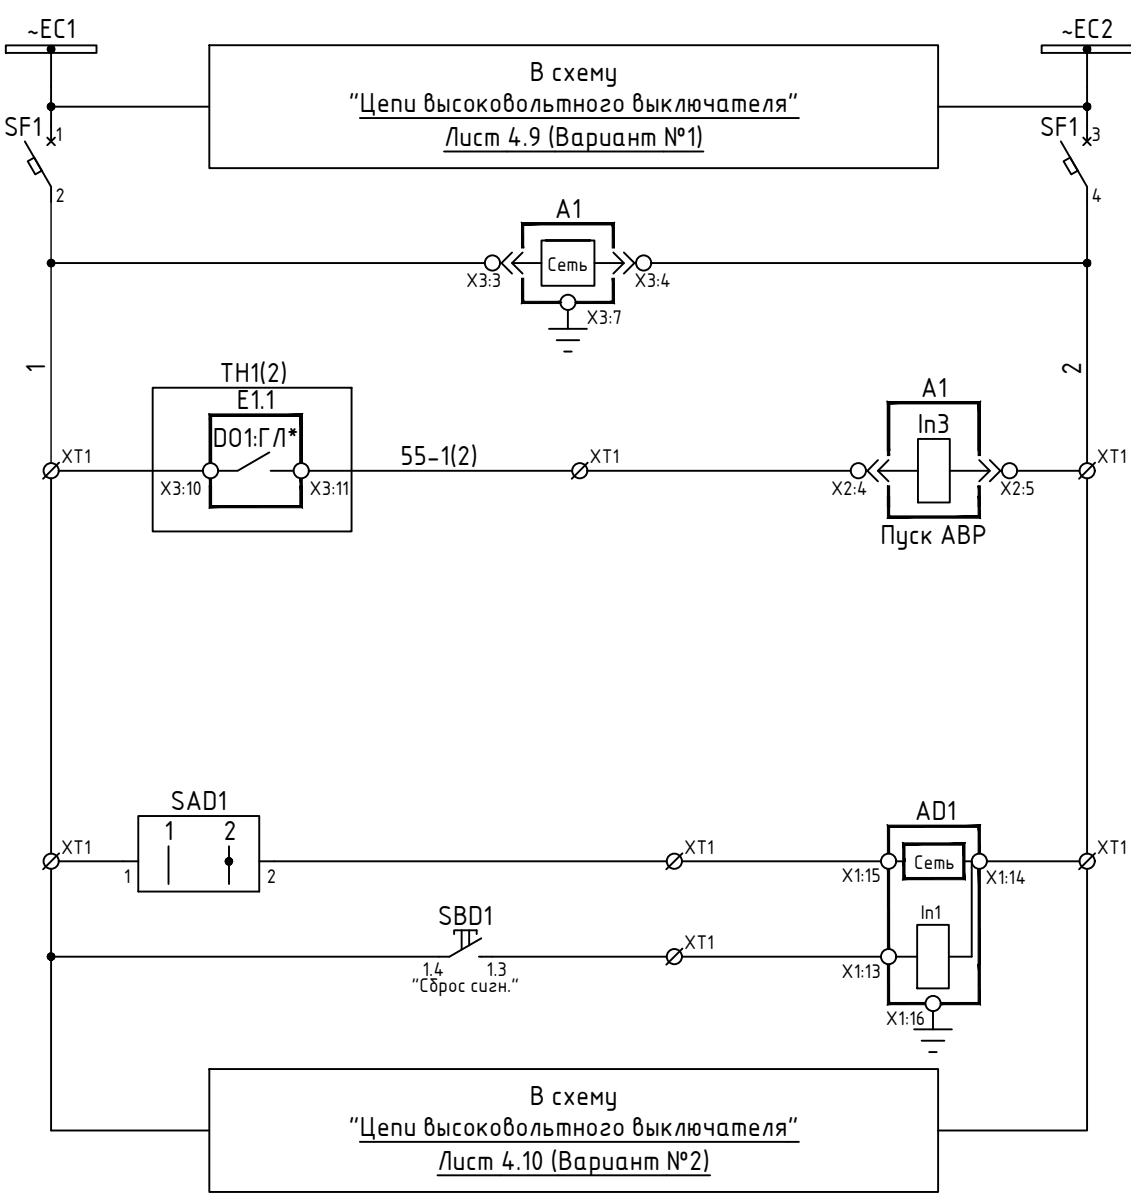 ~EC1
~EC2
В схему
"Цепи высоковольтного выключателя"
Лист 4.9 (Вариант №1)
SF1
1
2
SF1
3
4
A1
Сеть
X3:3
X3:4
X3:7
1
2
ТН1(2)
E1.1
DO1:ГЛ*
XT1
X3:10
X3:11
55-1(2)
XT1
A1
In3
X2:4
X2:5
XT1
Пуск АВР
SAD1
1 2
XT1
1
2
XT1
AD1
Сеть
X1:15
X1:14
XT1
SBD1
1.4
1.3
"Сброс сигн."
XT1
In1
X1:13
X1:16
В схему
"Цепи высоковольтного выключателя"
Лист 4.10 (Вариант №2)